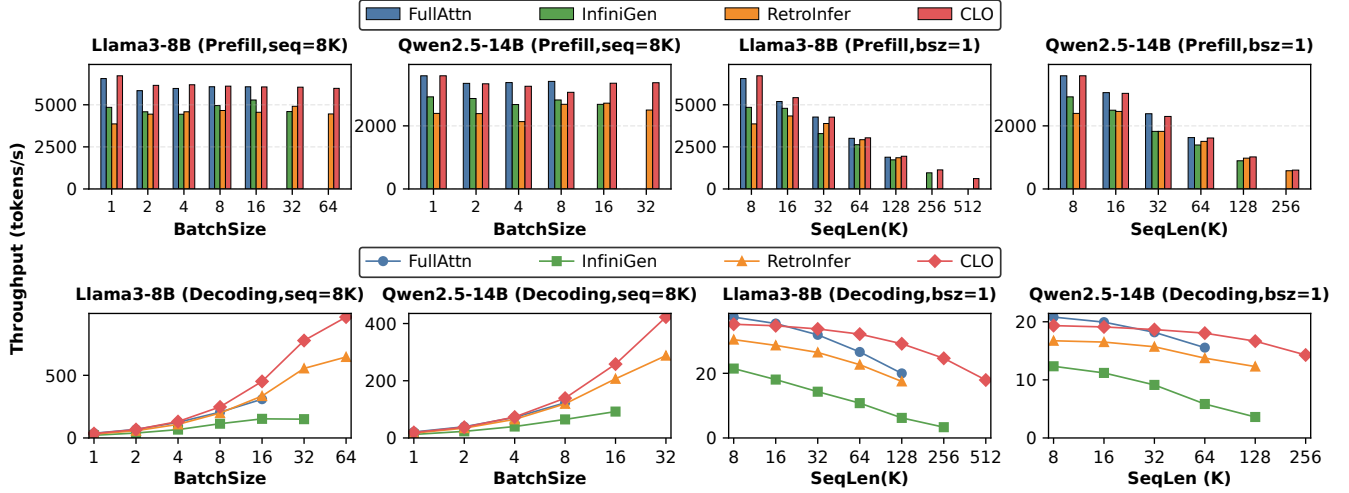 FullAttn InfiniGen RetroInfer CLO
Llama3-8B (Prefill,seq=8K) Qwen2.5-14B (Prefill,seq=8K) Llama3-8B (Prefill,bsz=1) Qwen2.5-14B (Prefill,bsz=1)
5000 2500 0
2000 0
5000 2500 0
2000 0
1 2 4 8 16 32 64
1 2 4 8 16 32
8 16 32 64 128 256 512
8 16 32 64 128 256
BatchSize BatchSize SeqLen(K) SeqLen(K)
Throughput (tokens/s)
FullAttn InfiniGen RetroInfer CLO
Llama3-8B (Decoding,seq=8K) Qwen2.5-14B (Decoding,seq=8K) Llama3-8B (Decoding,bsz=1) Qwen2.5-14B (Decoding,bsz=1)
500 0
400 200 0
20 0
20 10 0
1 2 4 8 16 32 64
1 2 4 8 16 32
8 16 32 64 128 256 512
8 16 32 64 128 256
BatchSize BatchSize SeqLen(K) SeqLen (K)